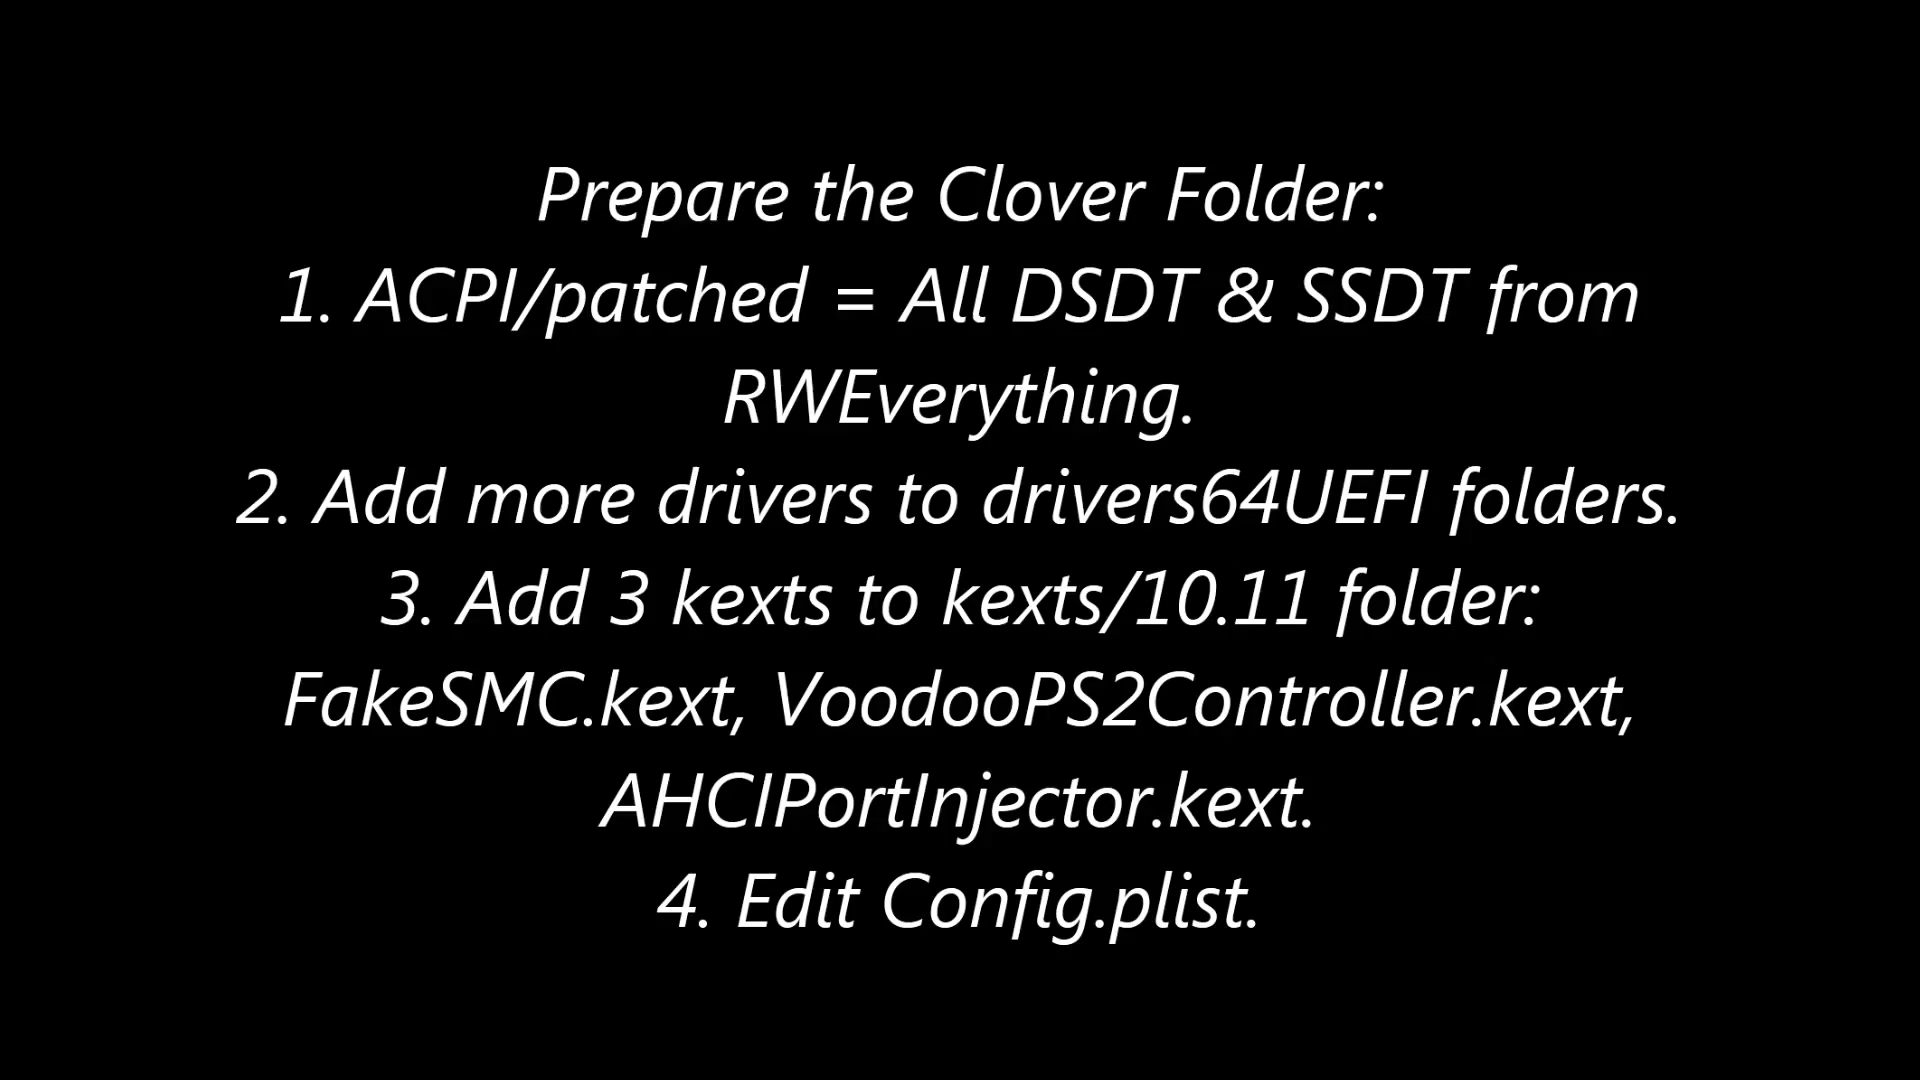 Prepare the Clover Folder:
1. ACPI/patched = All DSDT & SSDT from
RWEverything.
2. Add more drivers to drivers64UEFI folders.
3. Add 3 kexts to kexts/10.11 folder:
FakeSMC.kext, VoodooPS2Controller.kext,
AHCIPortInjector.kext.
4. Edit Config.plist.